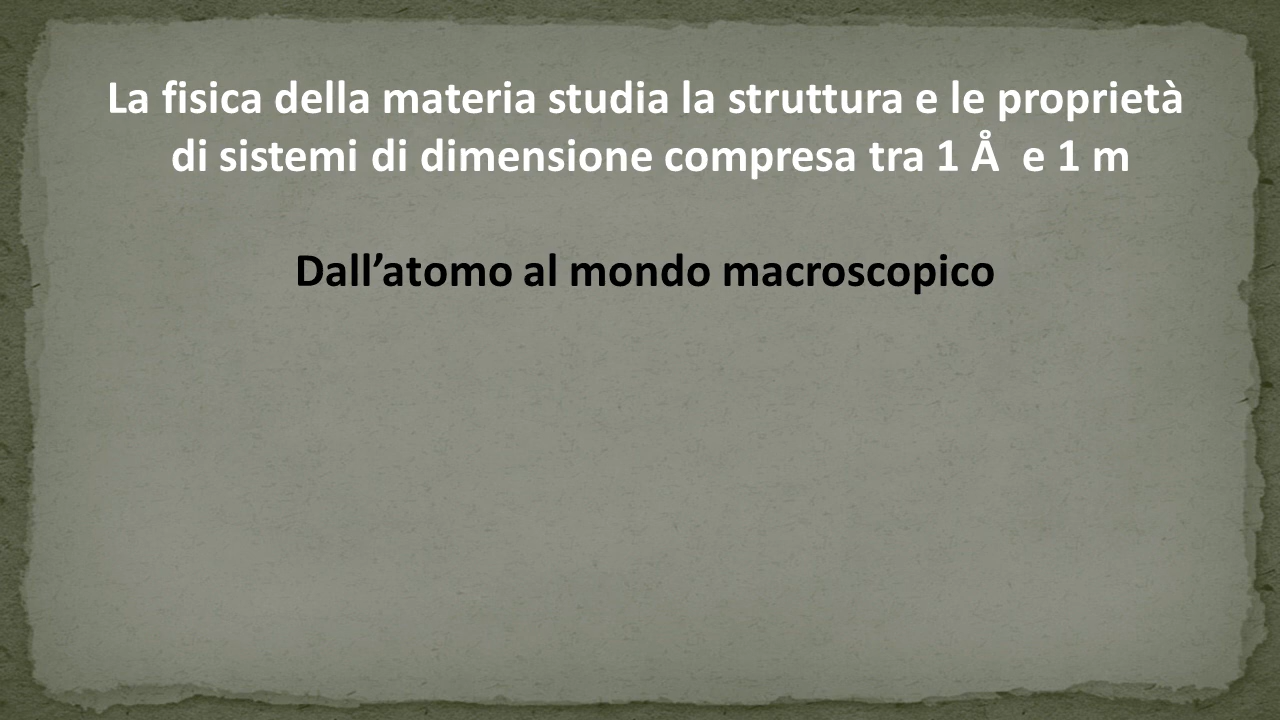 La fisica della materia studia la struttura e le proprietà
di sistemi di dimensione compresa tra 1 Å  e 1 m
Dall’atomo al mondo macroscopico